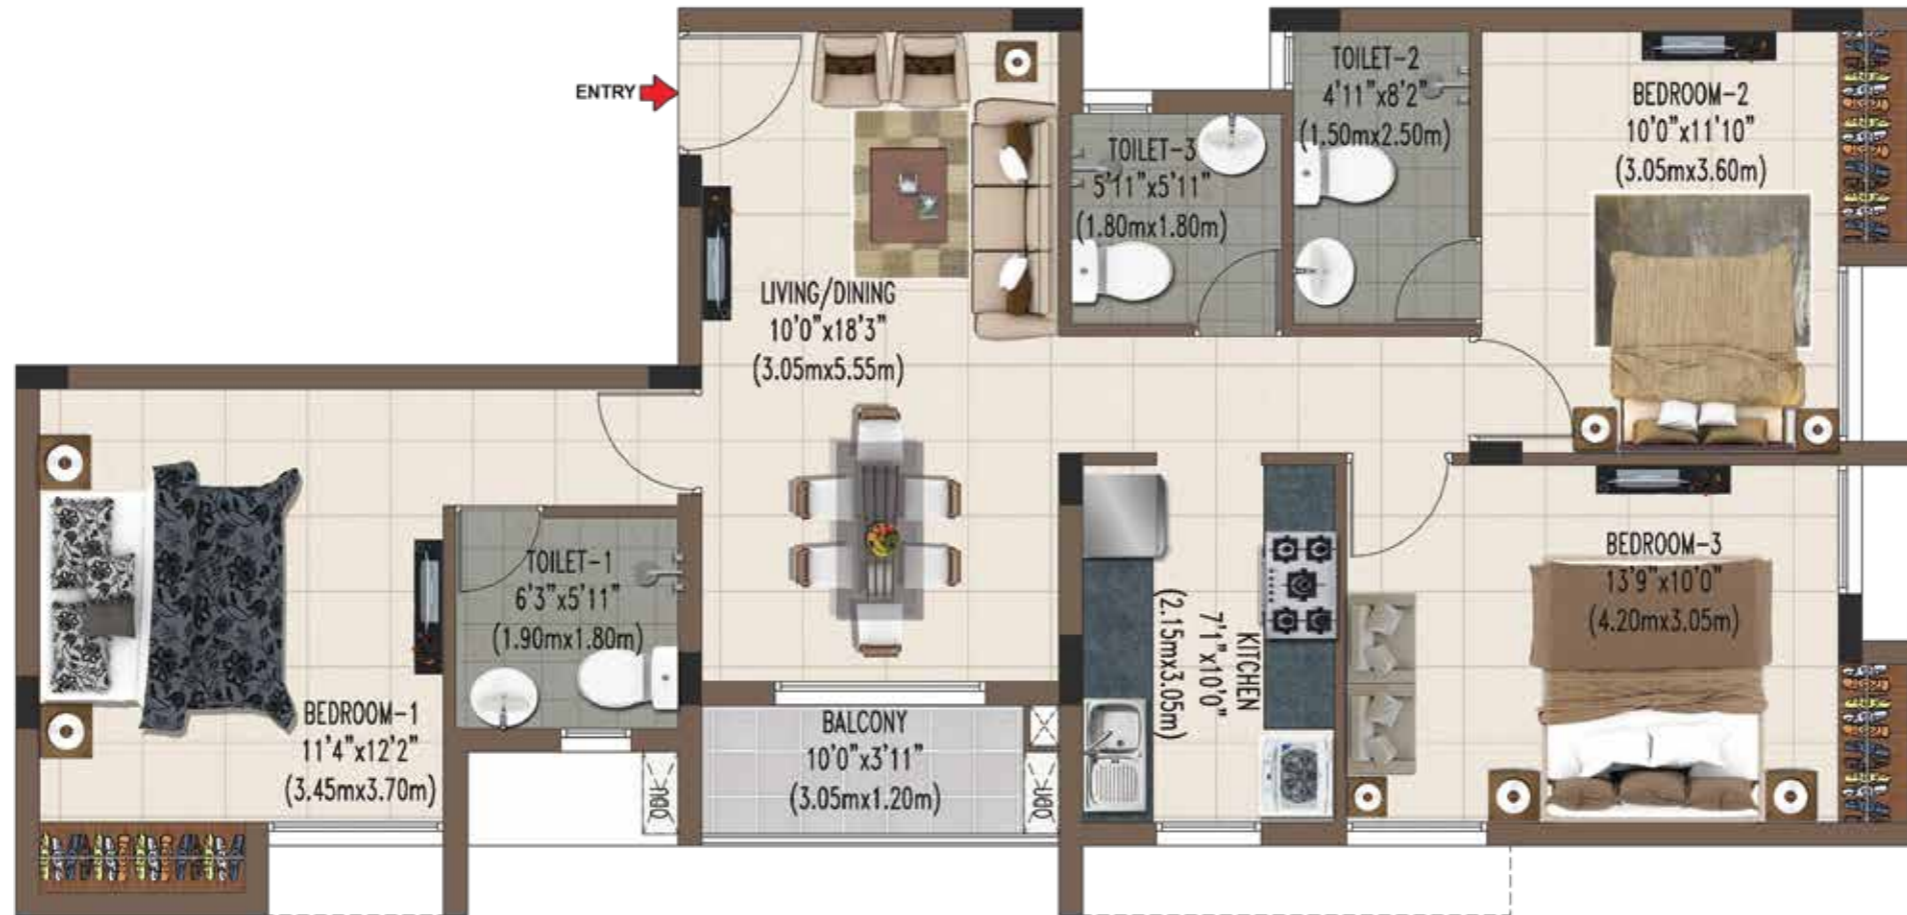 ENTRY
LIVING/DINING
10'0"x18'3"
(3.05mx5.55m)
TOILET-3
5'11"x5'11"
(1.80mx1.80m)
TOILET-2
4'11"x8'2"
(1.50mx2.50m)
BEDROOM-2
10'0"x11'10"
(3.05mx3.60m)
BEDROOM-1
11'4"x12'2"
(3.45mx3.70m)
TOILET-1
6'3"x5'11"
(1.90mx1.80m)
BALCONY
10'0"x3'11"
(3.05mx1.20m)
KITCHEN
7'1"x10'0"
(2.15mx3.05m)
BEDROOM-3
13'9"x10'0"
(4.20mx3.05m)